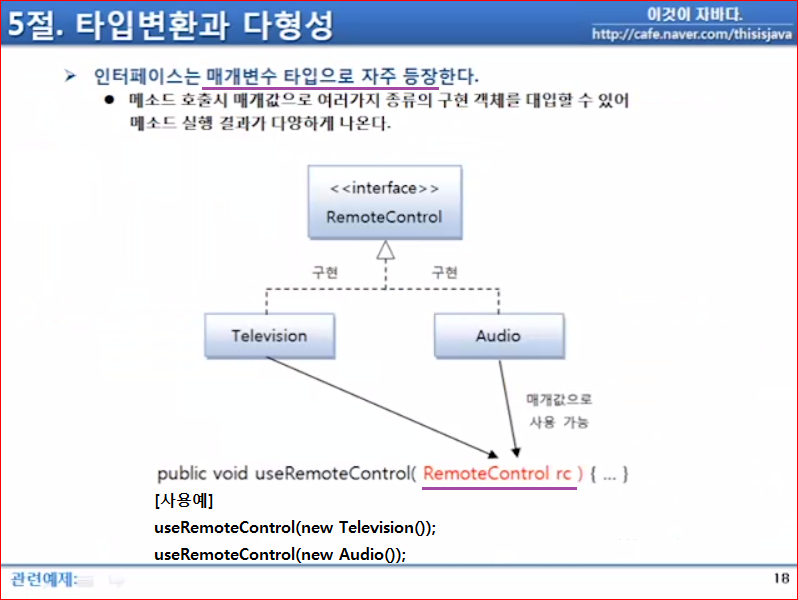 5절. 타입변환과 다형성
이것이 자바다.
http://cafe.naver.com/thisisjava
➤ 인터페이스는 매개변수 타입으로 자주 등장한다.
● 메소드 호출시 매개값으로 여러가지 종류의 구현 객체를 대입할 수 있어
메소드 실행 결과가 다양하게 나온다.
<<interface>>
RemoteControl
구현 구현
Television Audio
매개값으로
사용 가능
public void useRemoteControl( RemoteControl rc ) { ... }
[사용예]
useRemoteControl(new Television());
useRemoteControl(new Audio());
관련예제:
18